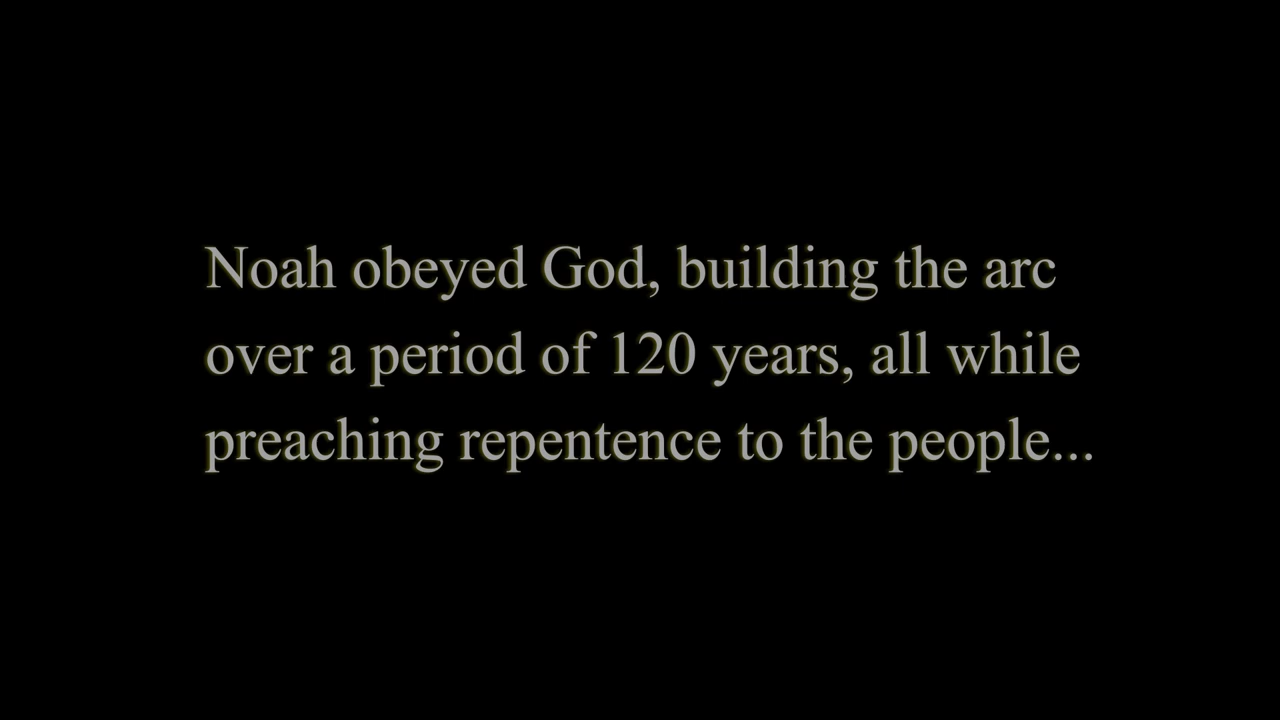 Noah obeyed God, building the arc
over a period of 120 years, all while
preaching repentence to the people...